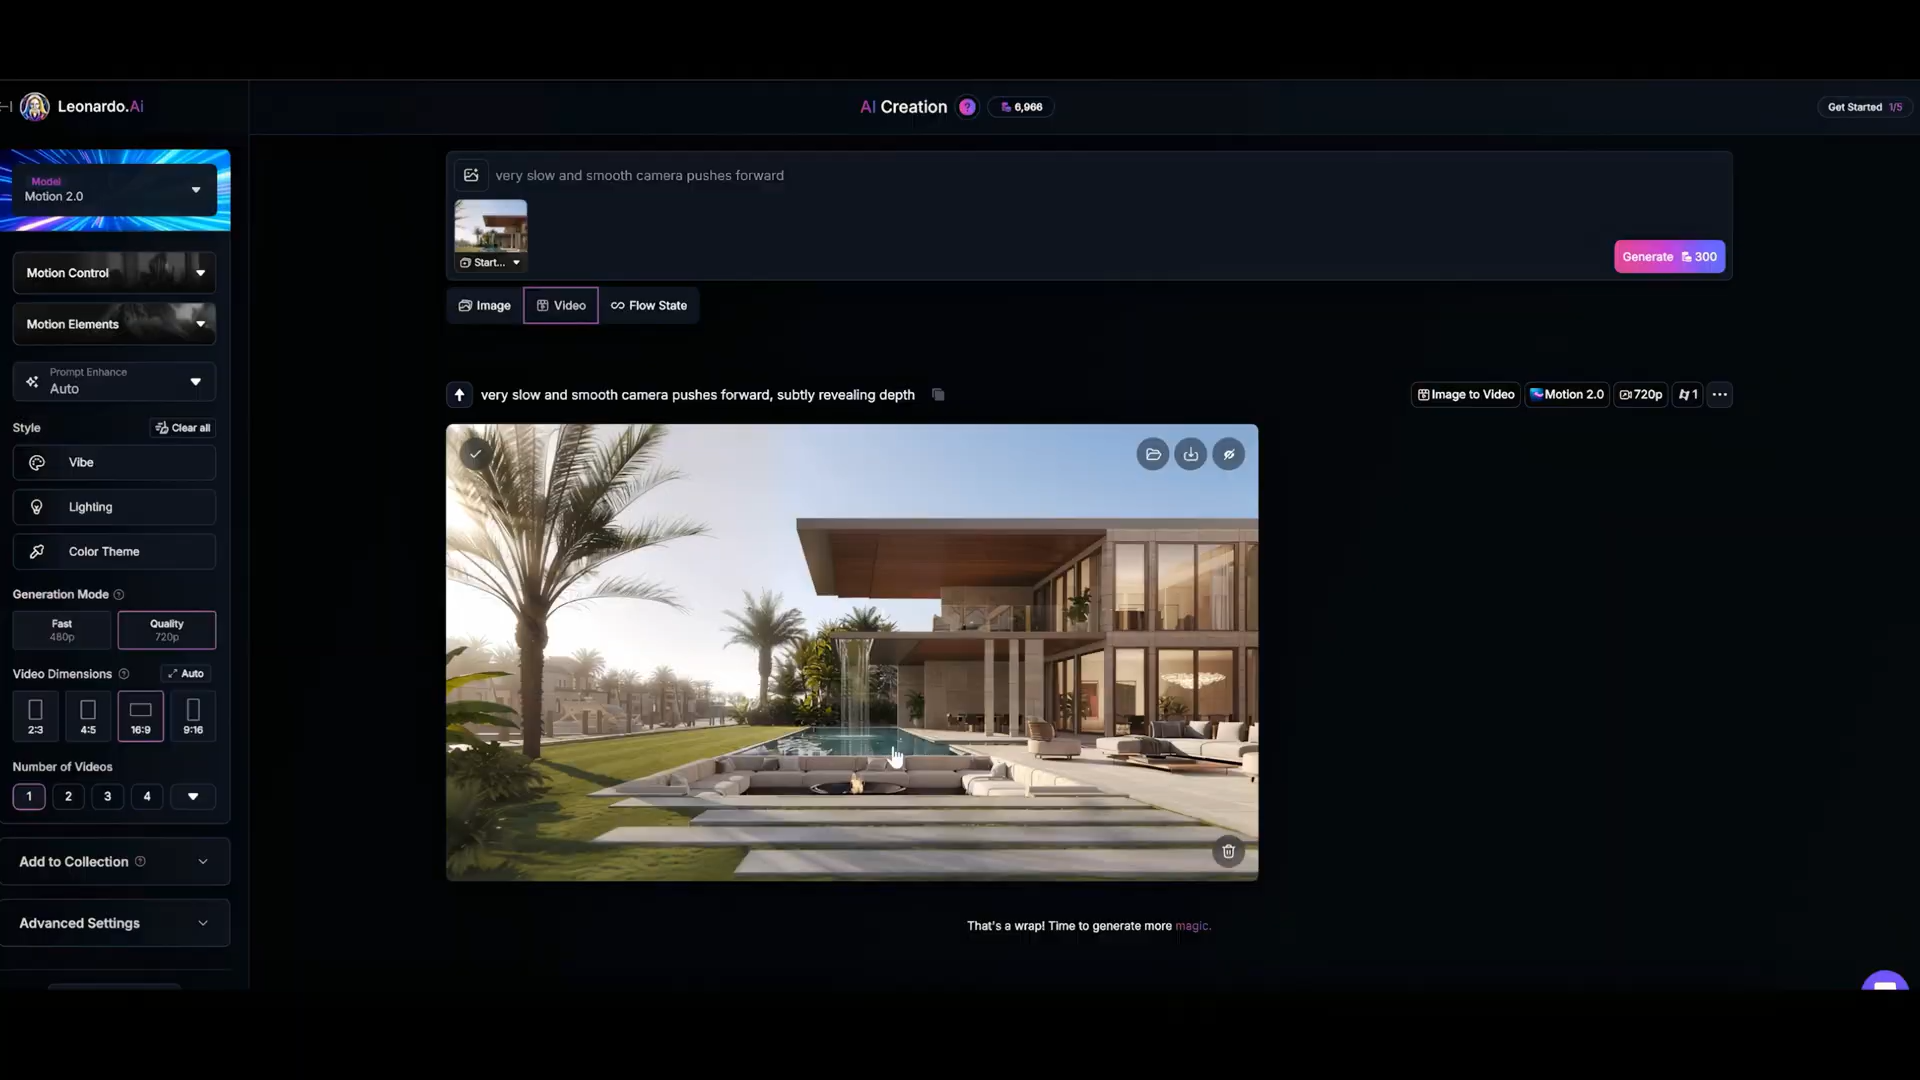 Leonardo.Ai
AI Creation
?
6,966
Get Started 1/5
Model
Motion 2.0
very slow and smooth camera pushes forward
Start...
Generate 300
Motion Control
Motion Elements
Image
Video
Flow State
Prompt Enhance
Auto
very slow and smooth camera pushes forward, subtly revealing depth
Image to Video
Motion 2.0
720p
1
Style
Clear all
Vibe
Lighting
Color Theme
Generation Mode
Fast
480p
Quality
720p
Video Dimensions
Auto
2:3
4:5
16:9
9:16
Number of Videos
1
2
3
4
Add to Collection
Advanced Settings
That's a wrap! Time to generate more magic.